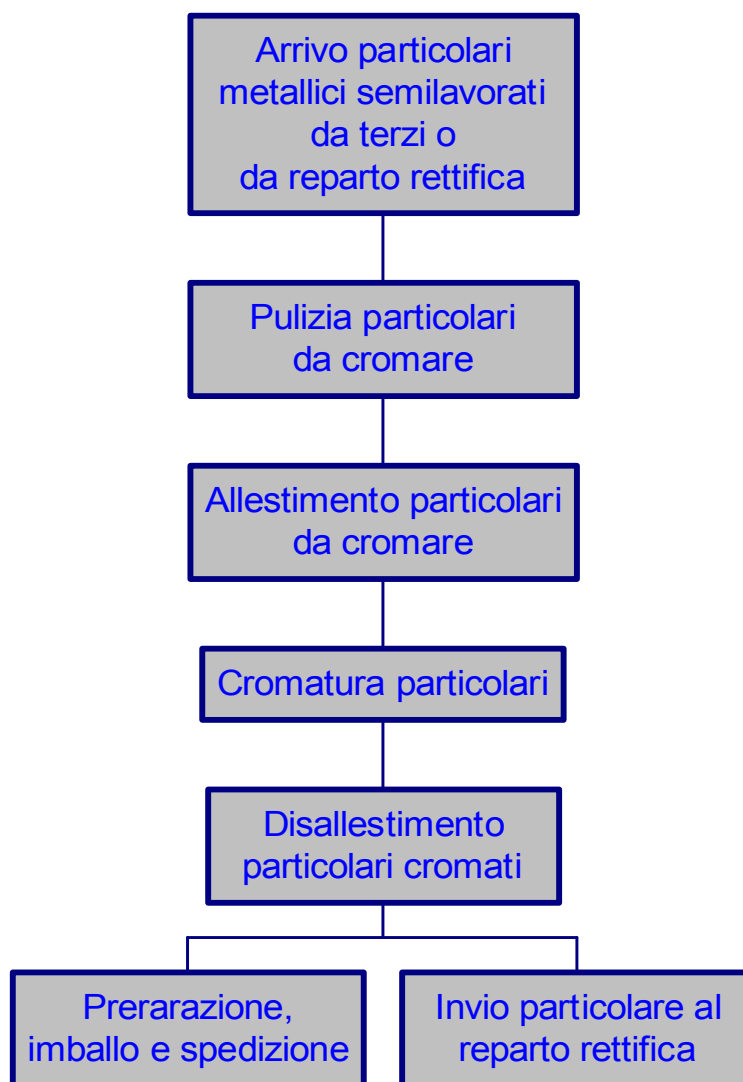 Arrivo particolari
metallici semilavorati
da terzi o
da reparto rettifica
Pulizia particolari
da cromare
Allestimento particolari
da cromare
Cromatura particolari
Disallestimento
particolari cromati
Prerarazione,
imballo e spedizione
Invio particolare al
reparto rettifica